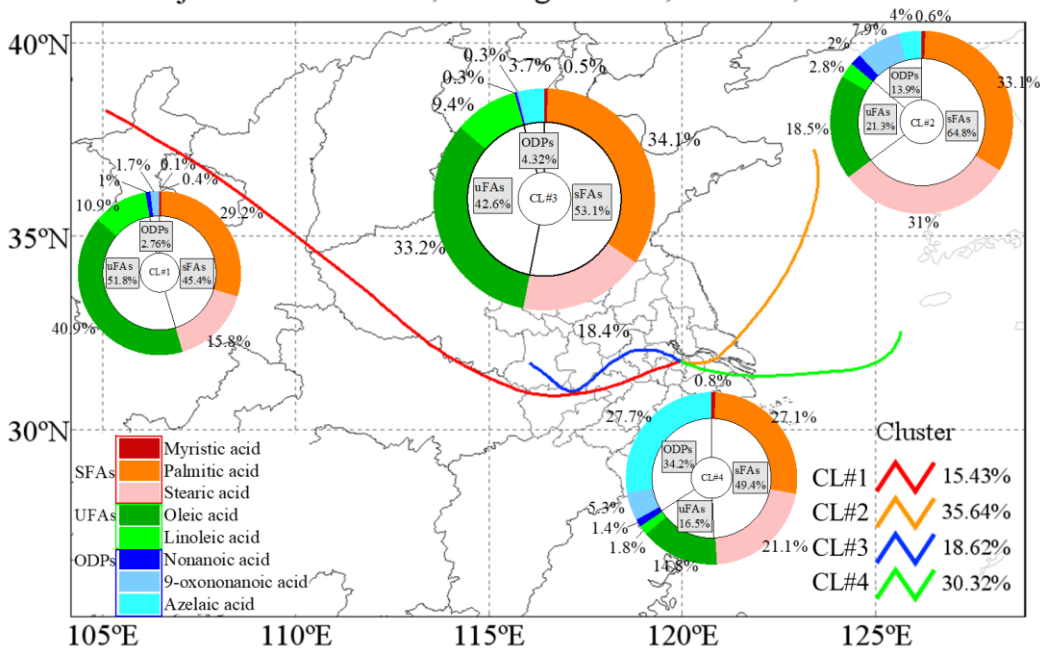 40ºN
35ºN
30ºN
105ºE 110ºE 115ºE 120ºE 125ºE
1.7% 0.1%
1% 0.4%
10.9% 29.2%
ODPs
2.76%
uFAs
51.8%
CL#1
sFAs
45.4%
40.9% 15.8%
0.3% 3.7% 0.5%
0.3%
9.4% 34.1%
ODPs
4.32%
uFAs
42.6%
CL#3
sFAs
53.1%
33.2%
18.4%
4% 0.6%
7.9%
2%
2.8% 33.1%
ODPs
13.9%
uFAs
21.3%
CL#2
sFAs
64.8%
18.5%
31%
0.8%
27.7% 27.1%
ODPs
34.2%
CL#4
sFAs
49.4%
uFAs
16.5%
5.3%
1.4%
1.8%
14.8% 21.1%
SFAs
Myristic acid
Palmitic acid
Stearic acid
UFAs
Oleic acid
Linoleic acid
ODPs
Nonanoic acid
9-oxononanoic acid
Azelaic acid
Cluster
CL#1 15.43%
CL#2 35.64%
CL#3 18.62%
CL#4 30.32%